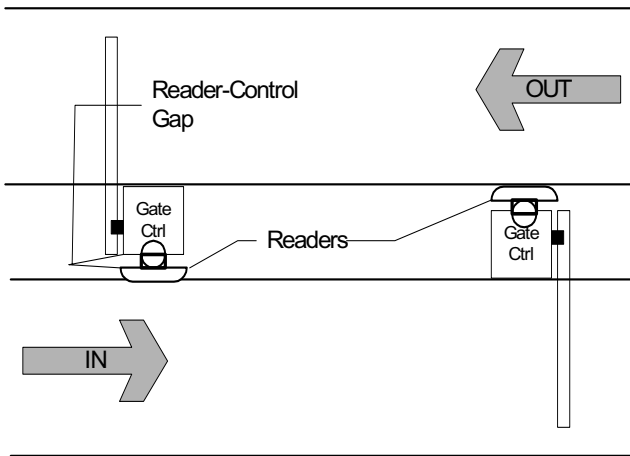 Reader-Control
Gap
OUT
Gate
Ctrl
Readers
Gate
Ctrl
IN